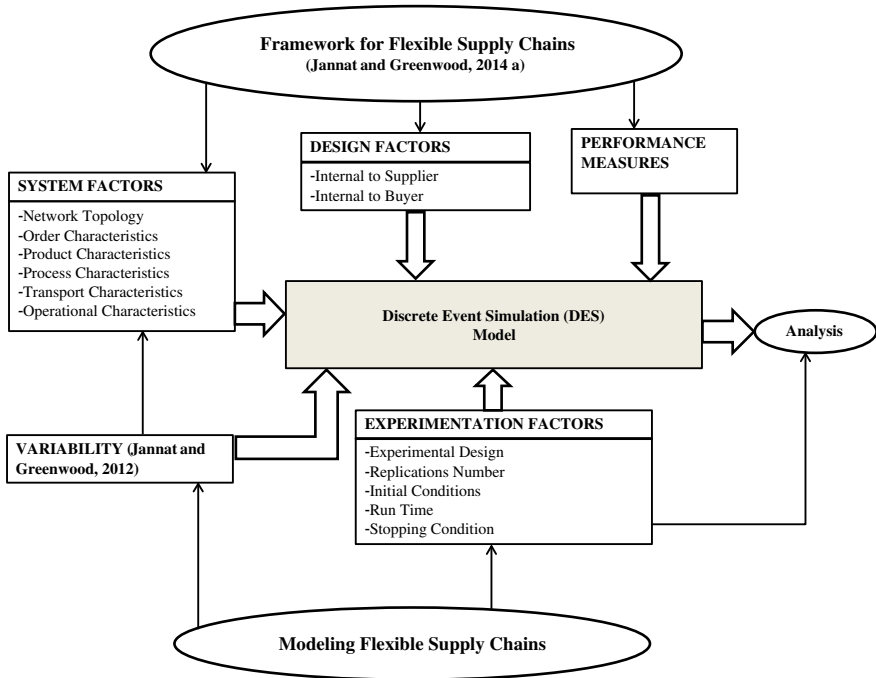 Framework for Flexible Supply Chains
(Jannat and Greenwood, 2014 a)
DESIGN FACTORS
-Internal to Supplier
-Internal to Buyer
PERFORMANCE
MEASURES
SYSTEM FACTORS
-Network Topology
-Order Characteristics
-Product Characteristics
-Process Characteristics
-Transport Characteristics
-Operational Characteristics
Discrete Event Simulation (DES)
Model
Analysis
VARIABILITY (Jannat and
Greenwood, 2012)
EXPERIMENTATION FACTORS
-Experimental Design
-Replications Number
-Initial Conditions
-Run Time
-Stopping Condition
Modeling Flexible Supply Chains